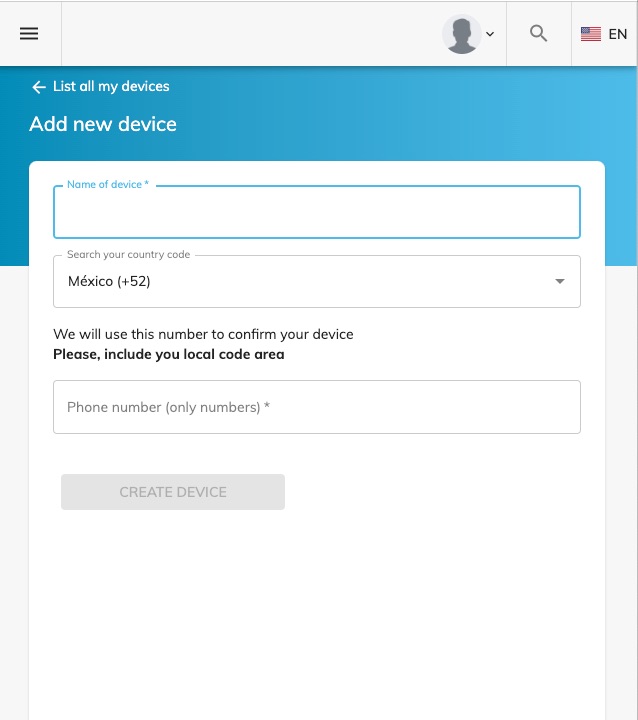 EN
List all my devices
Add new device
Name of device *
Search your country code
México (+52)
We will use this number to confirm your device
Please, include you local code area
Phone number (only numbers) *
CREATE DEVICE